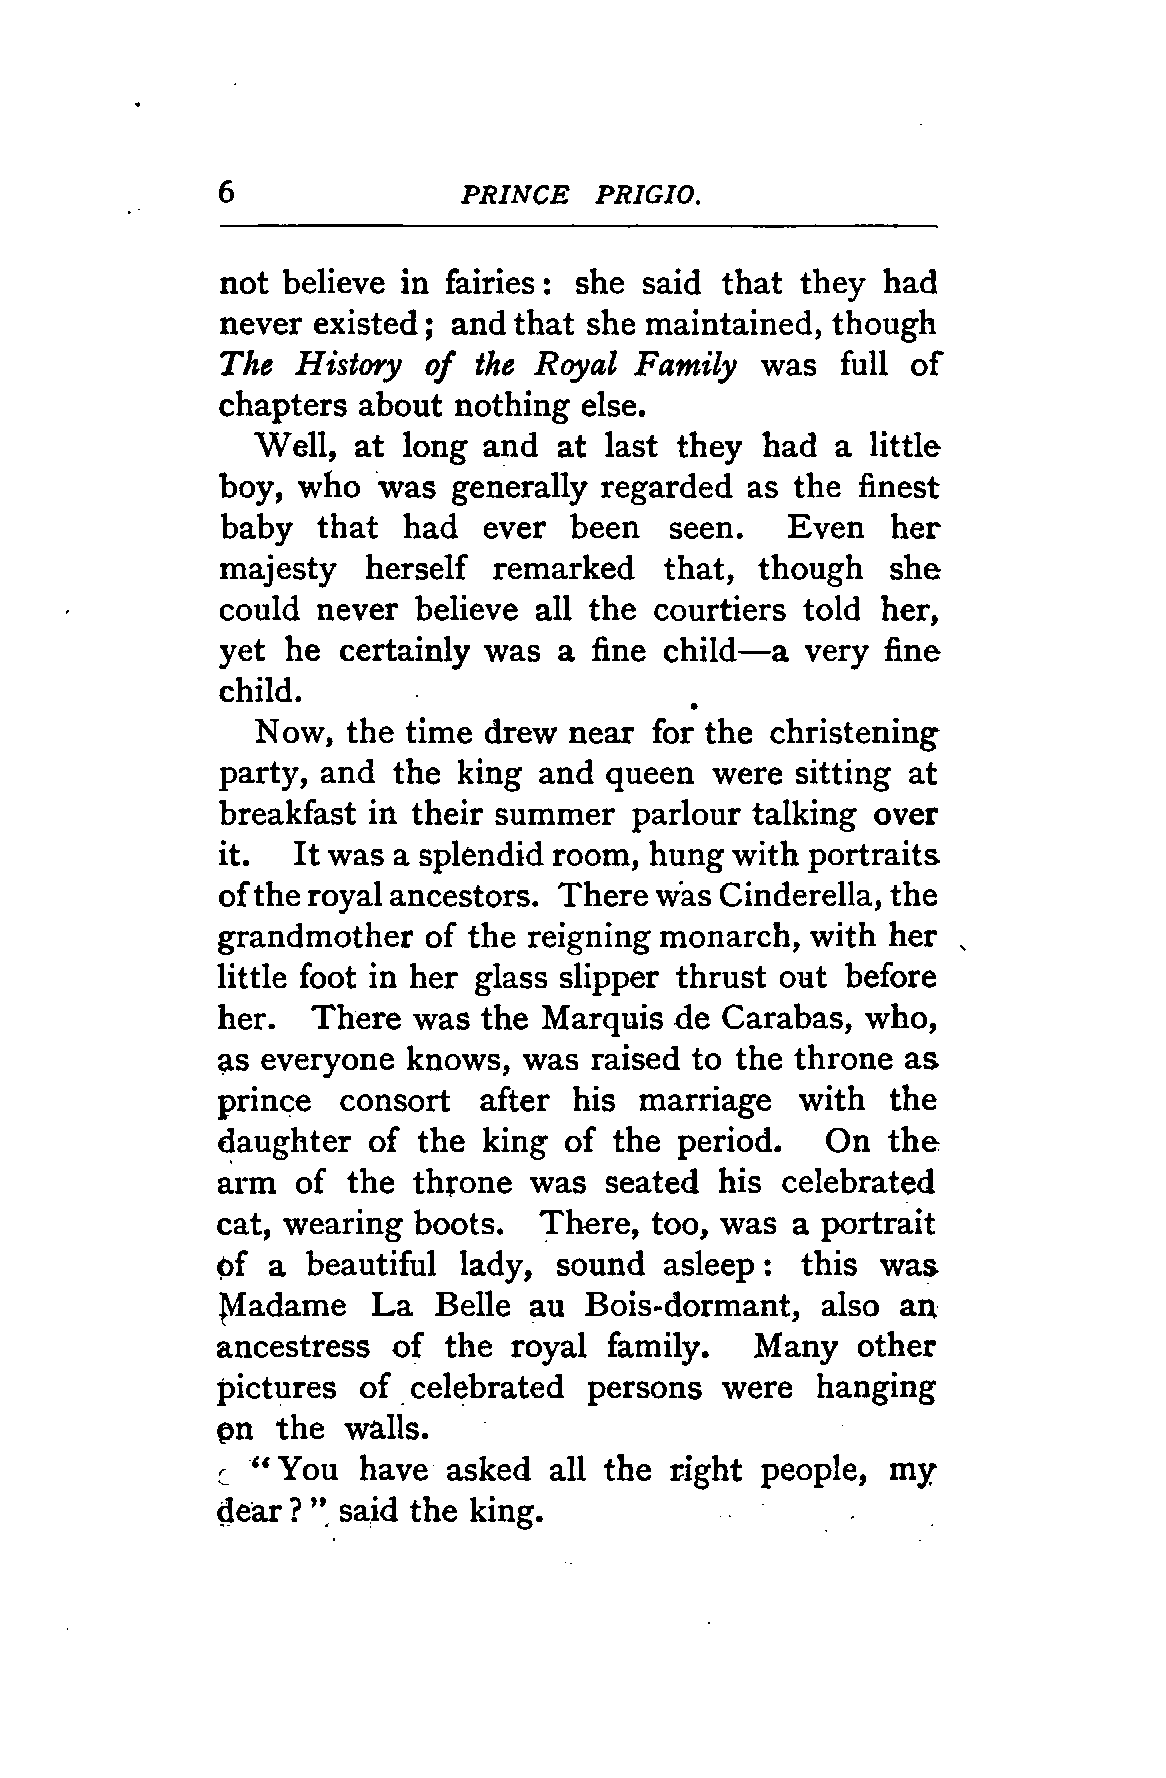 6 PRINCE PRIGIO.
not believe in fairies: she said that they had
never existed; and that she maintained, though
The History of the Royal Family was full of
chapters about nothing else.
Well, at long and at last they had a little
boy, who was generally regarded as the finest
baby that had ever been seen. Even her
majesty herself remarked that, though she
could never believe all the courtiers told her,
yet he certainly was a fine child—a very fine
child.
Now, the time drew near for the christening
party, and the king and queen were sitting at
breakfast in their summer parlour talking over
it. It was a splendid room, hung with portraits
of the royal ancestors. There was Cinderella, the
grandmother of the reigning monarch, with her
little foot in her glass slipper thrust out before
her. There was the Marquis de Carabas, who,
as everyone knows, was raised to the throne as
prince consort after his marriage with the
daughter of the king of the period. On the
arm of the throne was seated his celebrated
cat, wearing boots. There, too, was a portrait
of a beautiful lady, sound asleep: this was
Madame La Belle au Bois-dormant, also an
ancestress of the royal family. Many other
pictures of celebrated persons were hanging
on the walls.
"You have asked all the right people, my
dear?" said the king.